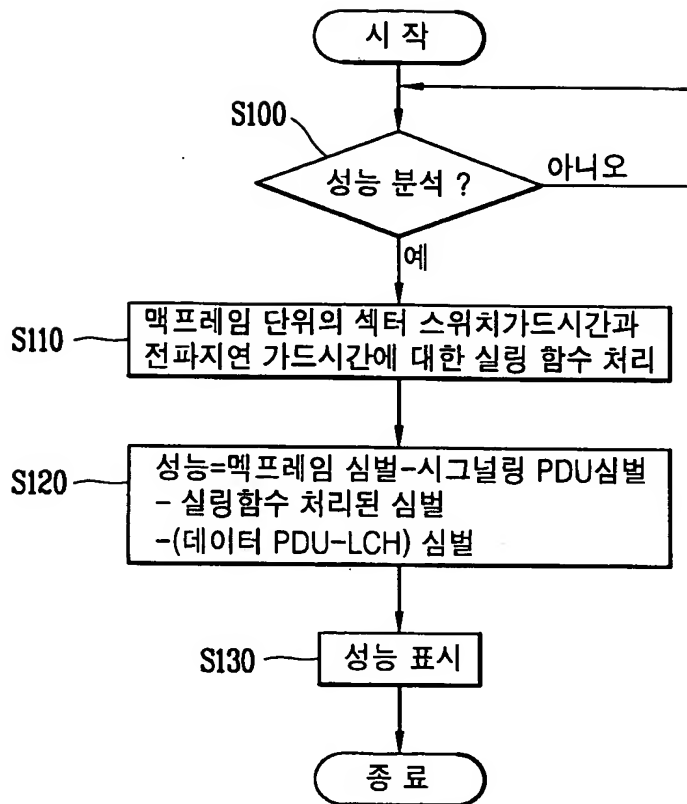 시 작
S100
성능 분석 ?
아니오
예
S110
맥프레임 단위의 섹터 스위치가드시간과
전파지연 가드시간에 대한 실링 함수 처리
S120
성능=멕프레임 심벌-시그널링 PDU심벌
- 실링함수 처리된 심벌
-(데이터 PDU-LCH) 심벌
S130
성능 표시
종 료